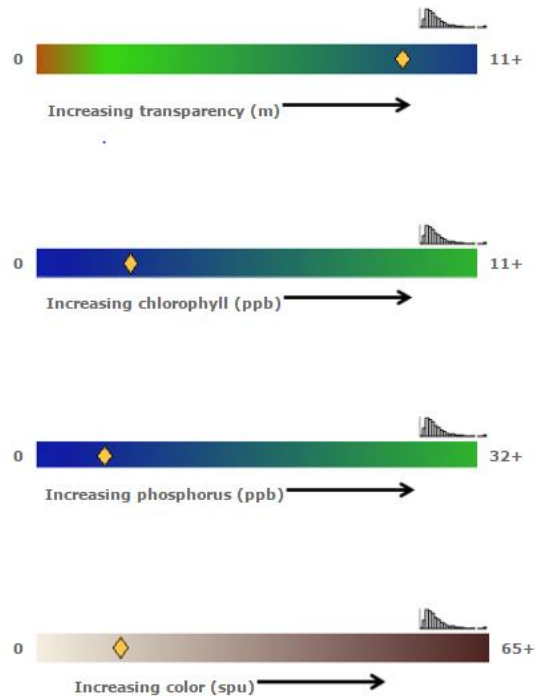 0 11+
Increasing transparency (m)
0 11+
Increasing chlorophyll (ppb)
0 32+
Increasing phosphorus (ppb)
0 65+
Increasing color (spu)